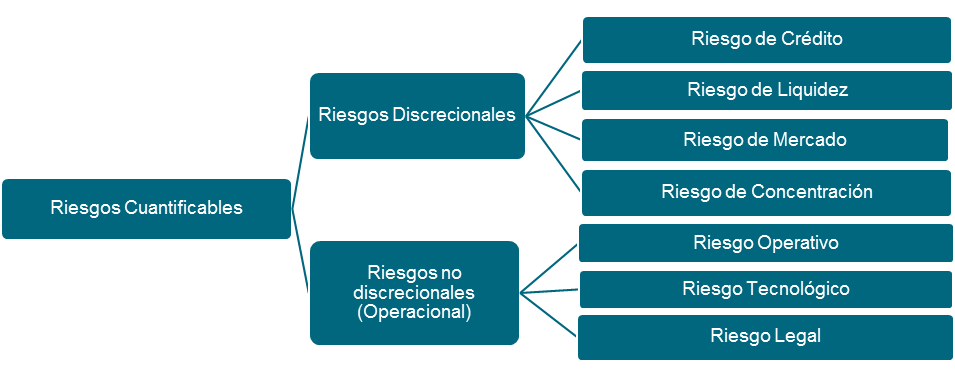 Riesgos Cuantificables
Riesgos Discrecionales
Riesgo de Crédito
Riesgo de Liquidez
Riesgo de Mercado
Riesgo de Concentración
Riesgos no
discrecionales
(Operacional)
Riesgo Operativo
Riesgo Tecnológico
Riesgo Legal